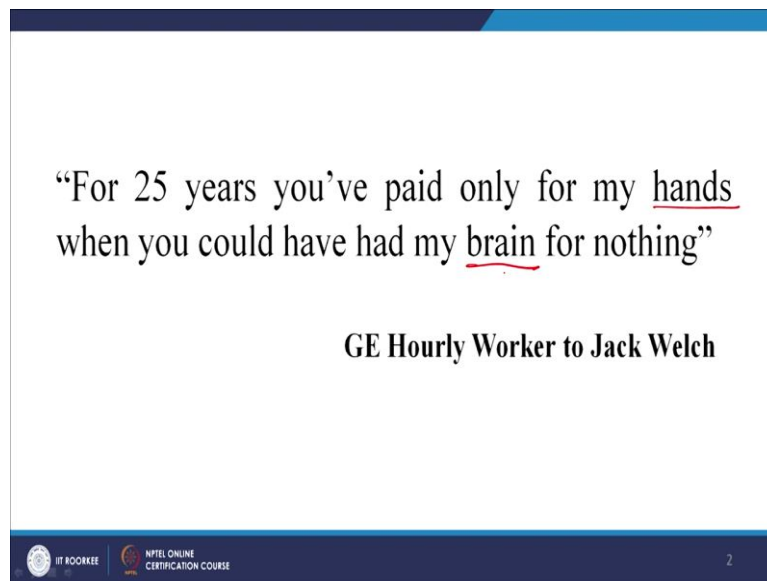 “For 25 years you’ve paid only for my hands
when you could have had my brain for nothing”
GE Hourly Worker to Jack Welch
IIT ROORKEE
NPTEL ONLINE
CERTIFICATION COURSE
2